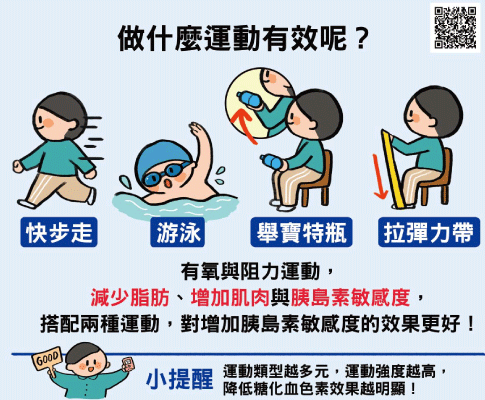 做什麼運動有效呢？
快步走
游泳
舉寶特瓶
拉彈力帶
有氧與阻力運動，
減少脂肪、增加肌肉與胰島素敏感度，
搭配兩種運動，對增加胰島素敏感度的效果更好！
GOOD
小提醒
運動類型越多元，運動強度越高，
降低糖化血色素效果越明顯！